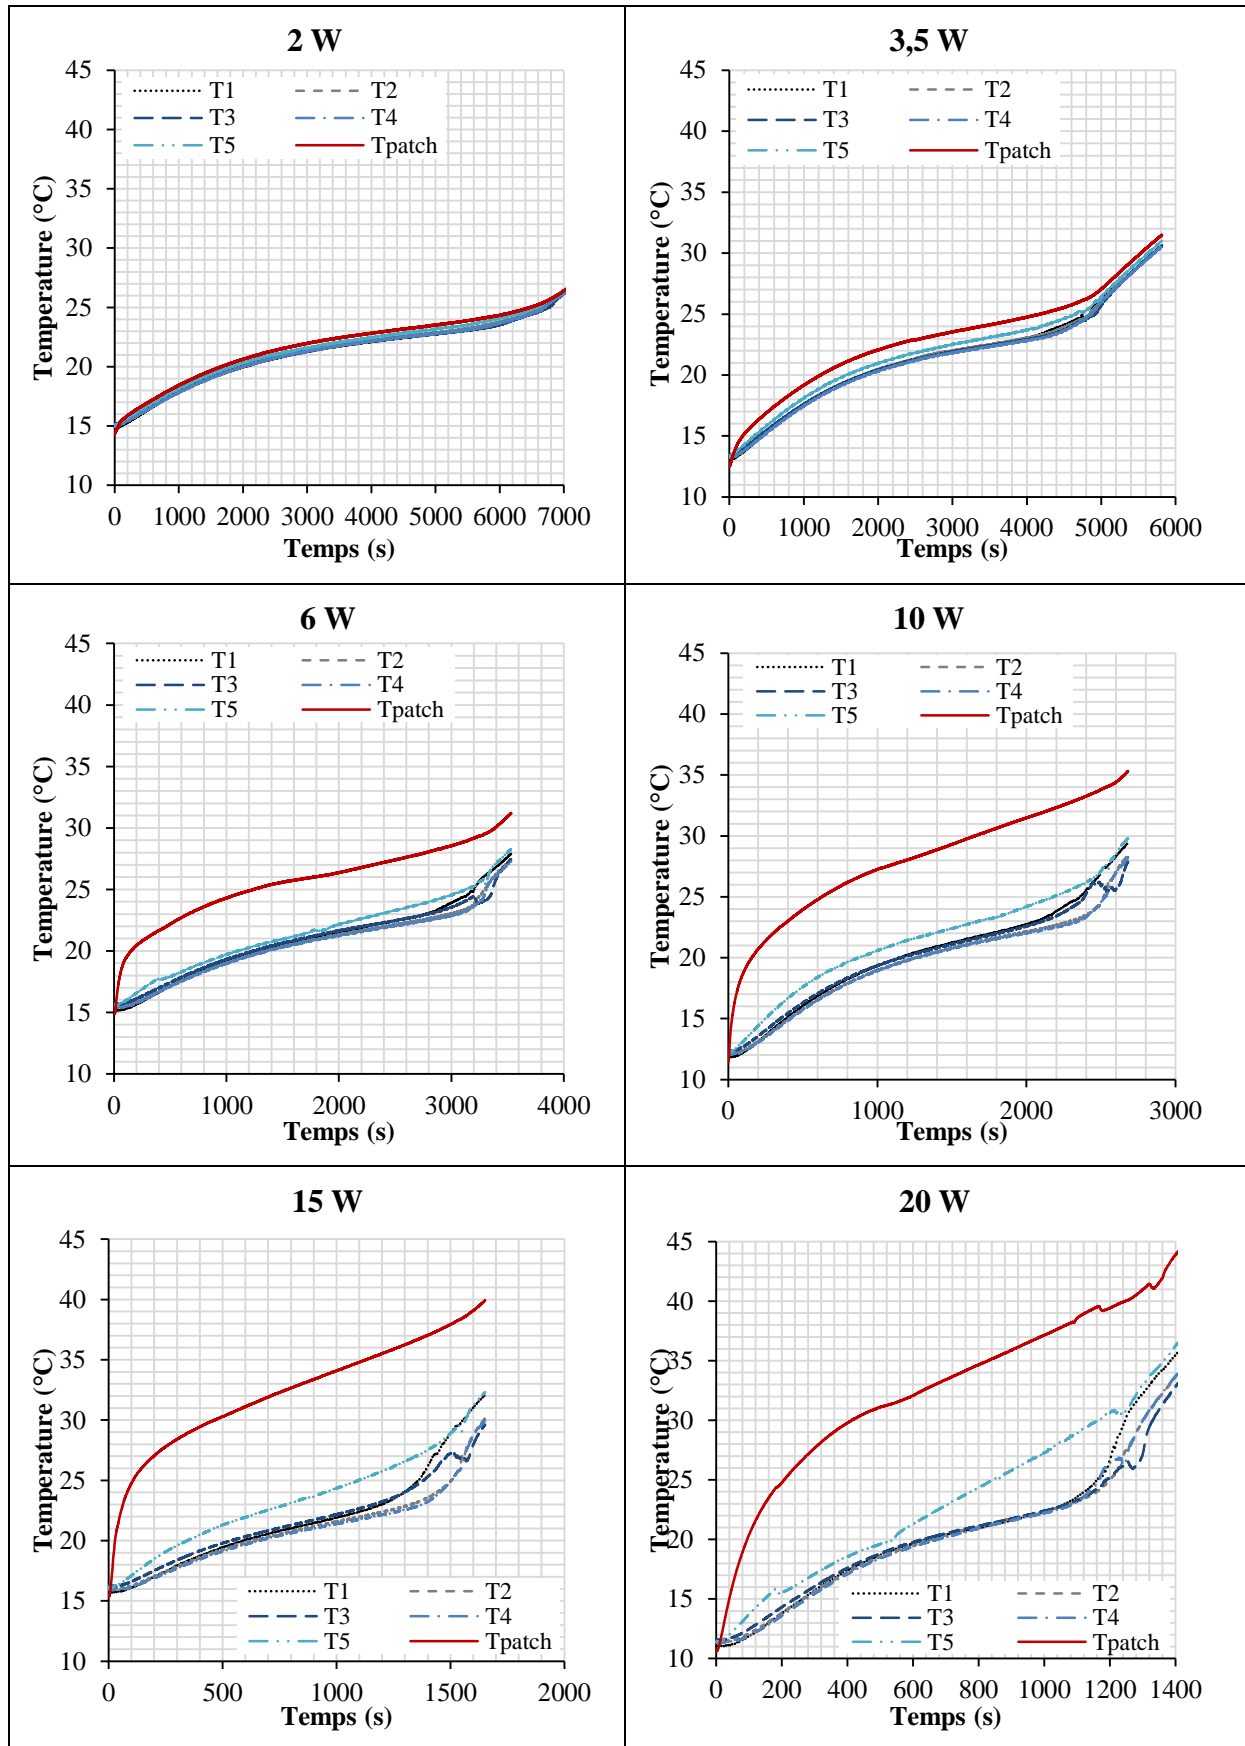 2 W
45
40
35
30
25
20
15
10
Temperature (°C)
T1 T2
T3 T4
T5 Tpatch
0 1000 2000 3000 4000 5000 6000 7000
Temps (s)
3,5 W
45
40
35
30
25
20
15
10
Temperature (°C)
T1 T2
T3 T4
T5 Tpatch
0 1000 2000 3000 4000 5000 6000
Temps (s)
6 W
45
40
35
30
25
20
15
10
Temperature (°C)
T1 T2
T3 T4
T5 Tpatch
0 1000 2000 3000 4000
Temps (s)
10 W
45
40
35
30
25
20
15
10
Temperature (°C)
T1 T2
T3 T4
T5 Tpatch
0 1000 2000 3000
Temps (s)
15 W
45
40
35
30
25
20
15
10
Temperature (°C)
T1 T2
T3 T4
T5 Tpatch
0 500 1000 1500 2000
Temps (s)
20 W
45
40
35
30
25
20
15
10
Temperature (°C)
T1 T2
T3 T4
T5 Tpatch
0 200 400 600 800 1000 1200 1400
Temps (s)